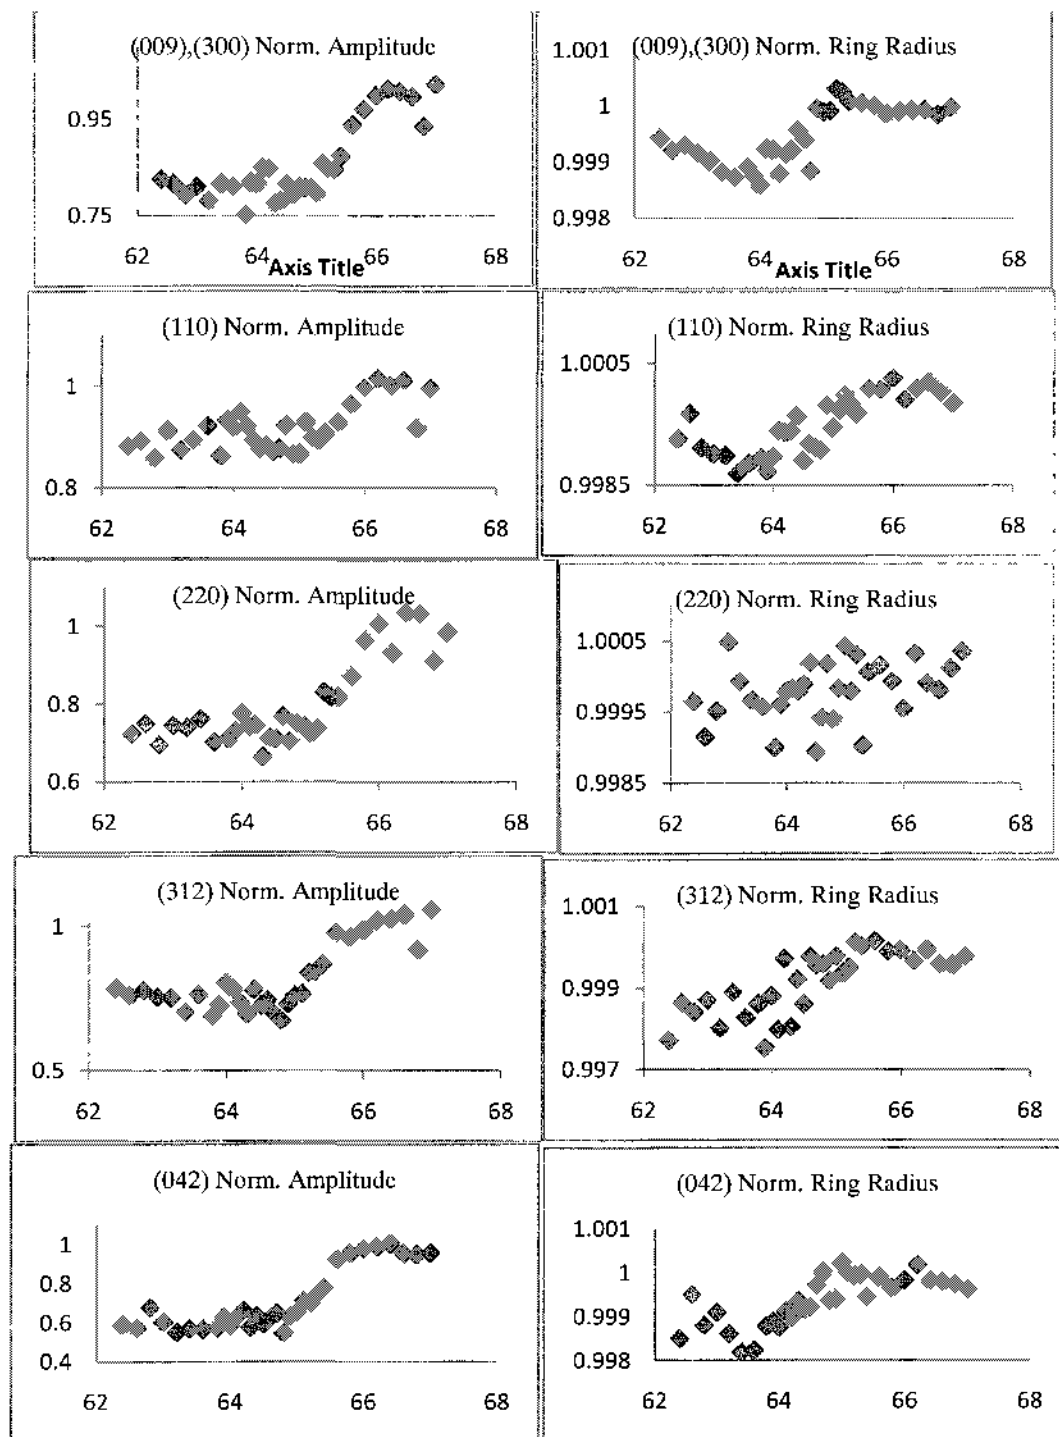 (009),(300) Norm. Amplitude
0.95
0.75
62 64 66 68
Axis Title
(009),(300) Norm. Ring Radius
1.001
1
0.999
0.998
62 64 66 68
Axis Title
(110) Norm. Amplitude
1
0.8
62 64 66 68
(110) Norm. Ring Radius
1.0005
0.9985
62 64 66 68
(220) Norm. Amplitude
1
0.8
0.6
62 64 66 68
(220) Norm. Ring Radius
1.0005
0.9995
0.9985
62 64 66 68
(312) Norm. Amplitude
1
0.5
62 64 66 68
(312) Norm. Ring Radius
1.001
0.999
0.997
62 64 66 68
(042) Norm. Amplitude
1
0.8
0.6
0.4
62 64 66 68
(042) Norm. Ring Radius
1.001
1
0.999
0.998
62 64 66 68